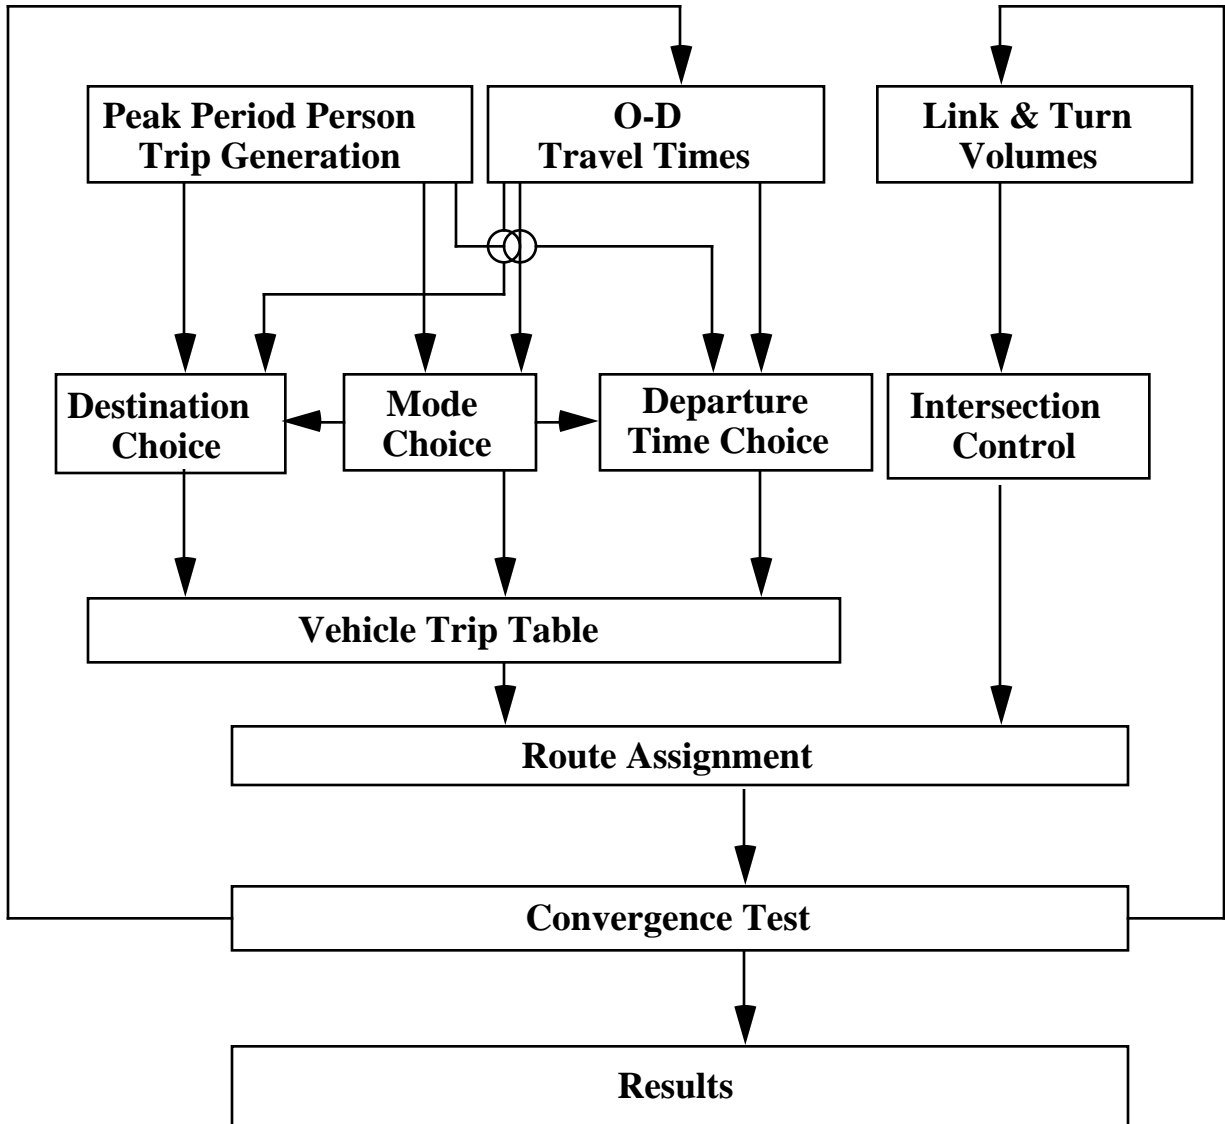 Peak Period Person
Trip Generation
O-D
Travel Times
Link & Turn
Volumes
Destination
Choice
Mode
Choice
Departure
Time Choice
Intersection
Control
Vehicle Trip Table
Route Assignment
Convergence Test
Results